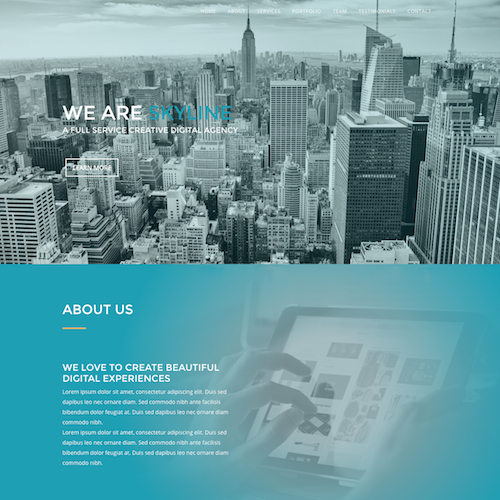 HOME ABOUT SERVICES PORTFOLIO TEAM TESTIMONIALS CONTACT
WE ARE SKYLINE
A FULL SERVICE CREATIVE DIGITAL AGENCY
LEARN MORE
ABOUT US
WE LOVE TO CREATE BEAUTIFUL
DIGITAL EXPERIENCES
Lorem ipsum dolor sit amet, consectetur adipiscing elit. Duis sed
dapibus leo nec ornare diam. Sed commodo nibh ante facilisis
bibendum dolor feugiat at. Duis sed dapibus leo nec ornare diam
commodo nibh.
Lorem ipsum dolor sit amet, consectetur adipiscing elit. Duis sed
dapibus leo nec ornare diam. Sed commodo nibh ante facilisis
bibendum dolor feugiat at. Duis sed dapibus leo nec ornare diam
commodo nibh.